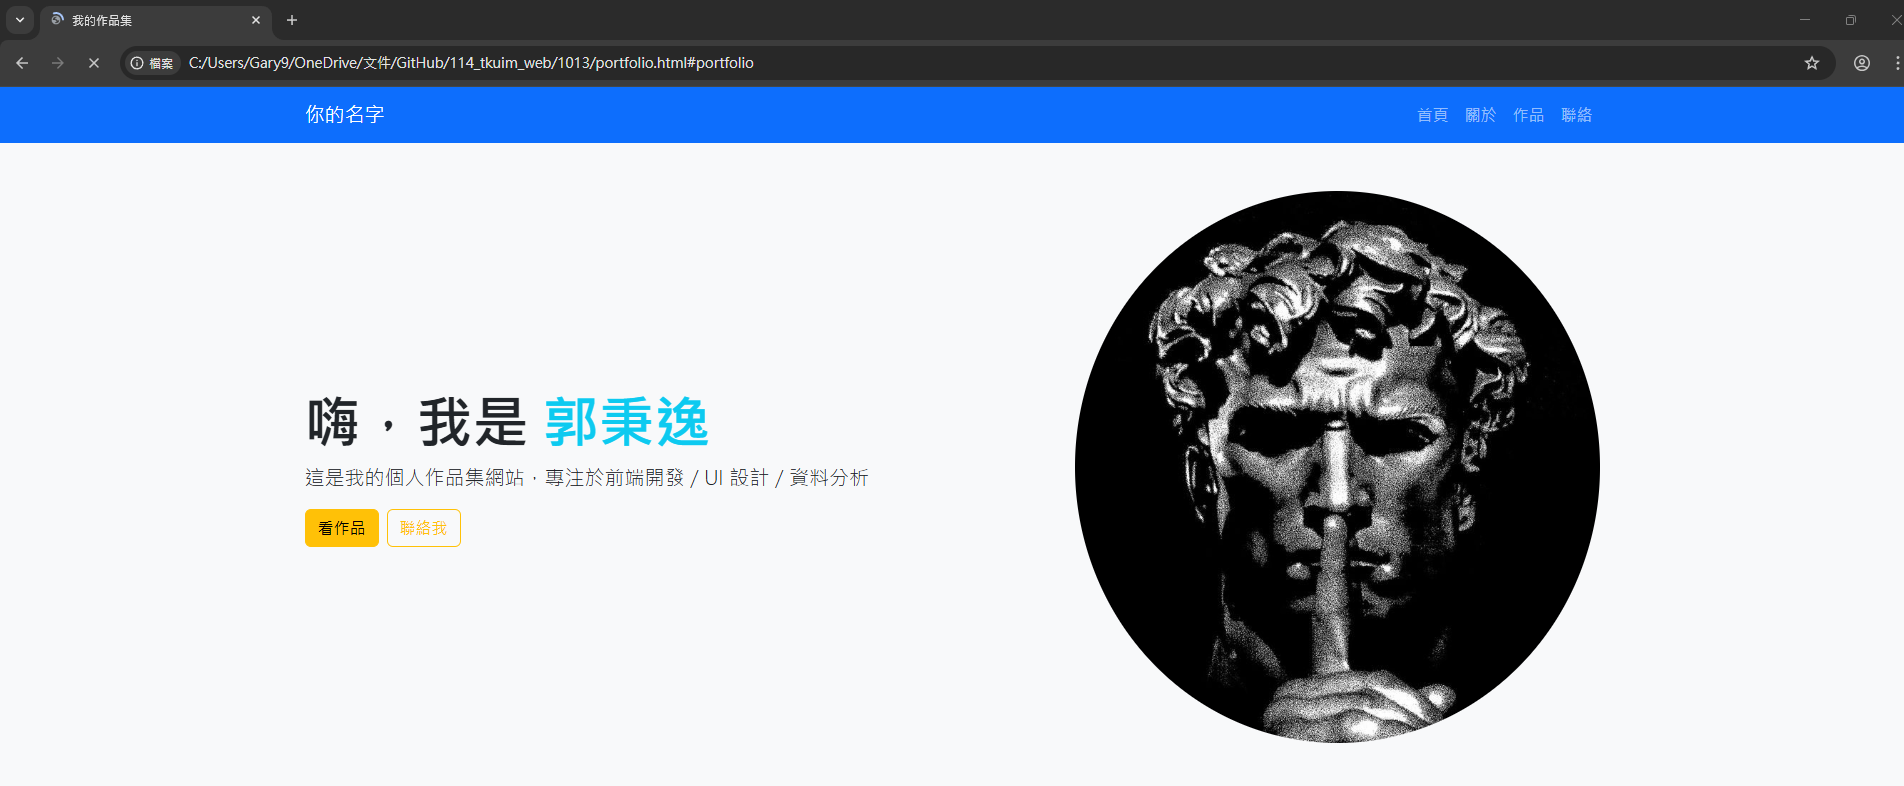 我的作品集
檔案
C:/Users/Gary9/OneDrive/文件/GitHub/114_tkuim_web/1013/portfolio.html#portfolio
你的名字
首頁 關於 作品 聯絡
嗨，我是 郭秉逸
這是我的個人作品集網站，專注於前端開發 / UI 設計 / 資料分析
看作品 聯絡我